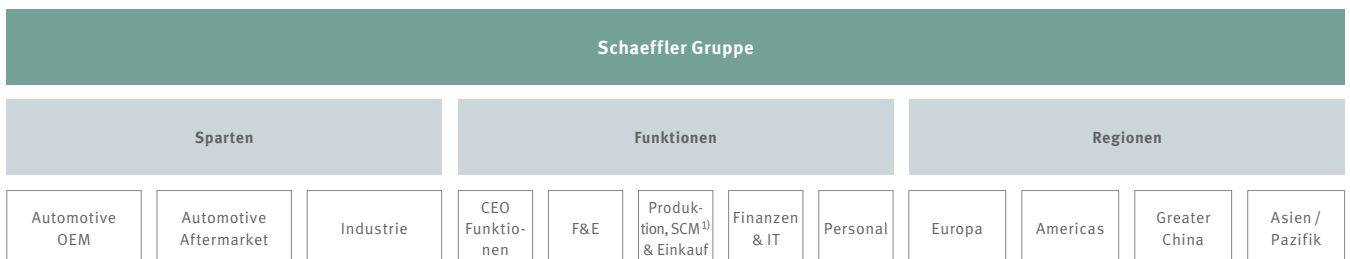 Schaeffler Gruppe
Sparten
Funktionen
Regionen
Automotive
OEM
Automotive
Aftermarket
Industrie
CEO
Funktio-
nen
F&E
Produk-
tion, SCM 1)
& Einkauf
Finanzen
& IT
Personal
Europa
Americas
Greater
China
Asien /
Pazifik